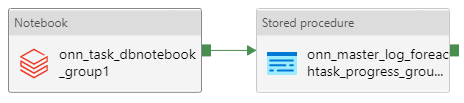 Notebook
onn_task_dbnotebook
_group1
Stored procedure
onn_master_log_foreac
htask_progress_grou...